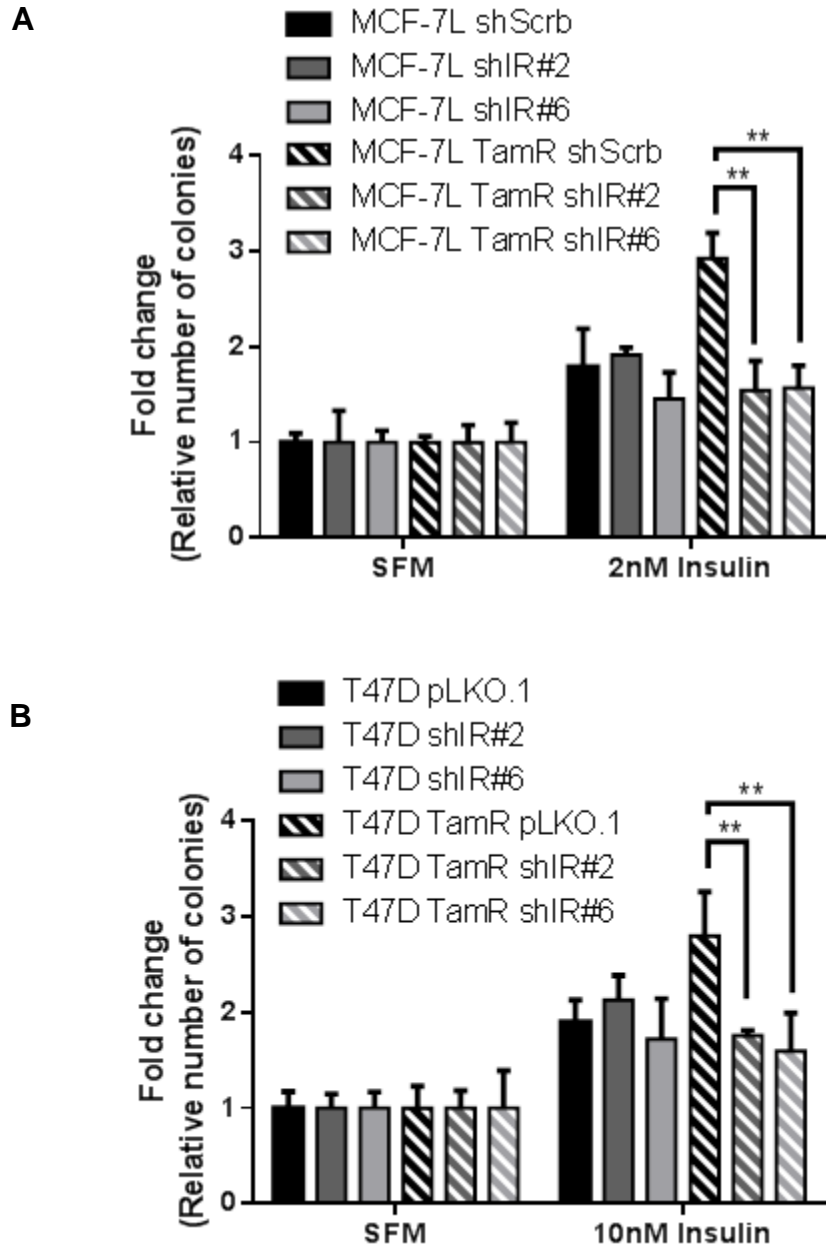 A
MCF-7L shScrb
MCF-7L shIR#2
MCF-7L shIR#6
MCF-7L TamR shScrb
MCF-7L TamR shIR#2
MCF-7L TamR shIR#6
**
**
Fold change
(Relative number of colonies)
4
3
2
1
0
SFM
2nM Insulin
B
T47D pLKO.1
T47D shIR#2
T47D shIR#6
T47D TamR pLKO.1
T47D TamR shIR#2
T47D TamR shIR#6
**
**
Fold change
(Relative number of colonies)
4
3
2
1
0
SFM
10nM Insulin